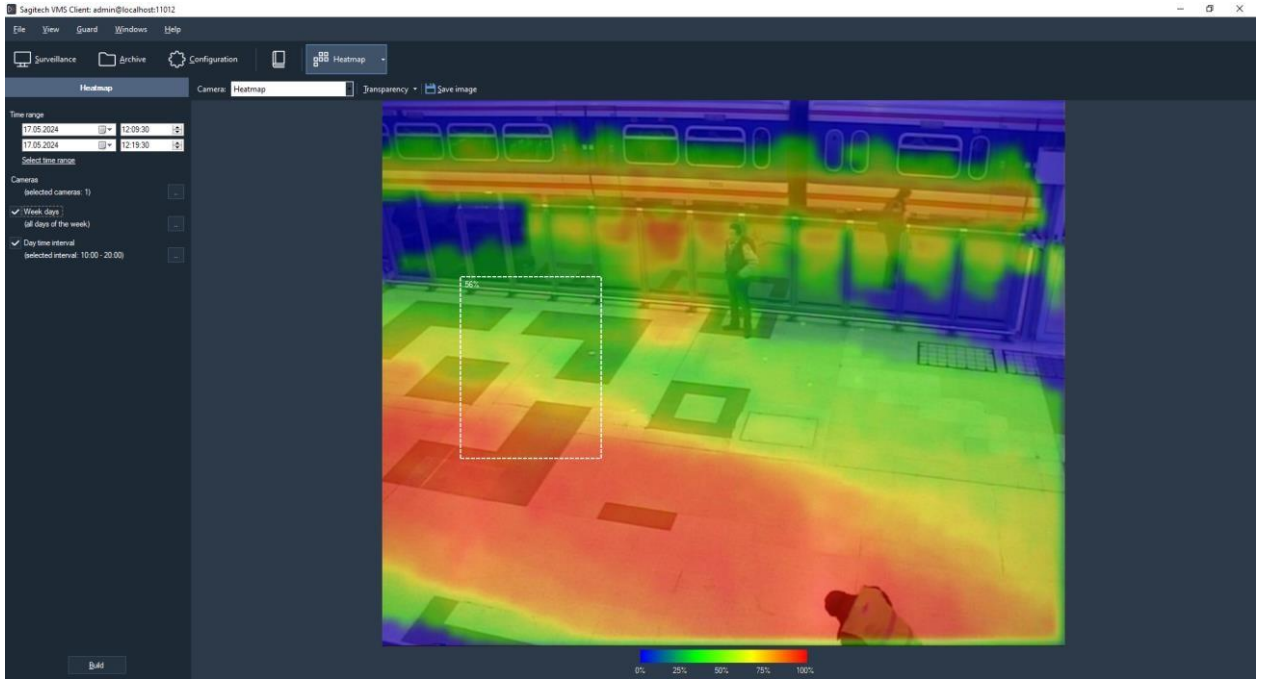 Sagitech VMS Client: admin@localhost:11012
File View Guard Windows Help
Surveillance Archive Configuration Heatmap
Heatmap
Camera: Heatmap Transparency Save image
Time range
17.05.2024 12:09:30
17.05.2024 12:19:30
Select time range
Cameras
(selected cameras: 1)
...
Week days
(all days of the week)
...
Day time interval
(selected interval: 10:00 - 20:00)
...
56%
Build
0% 25% 50% 75% 100%